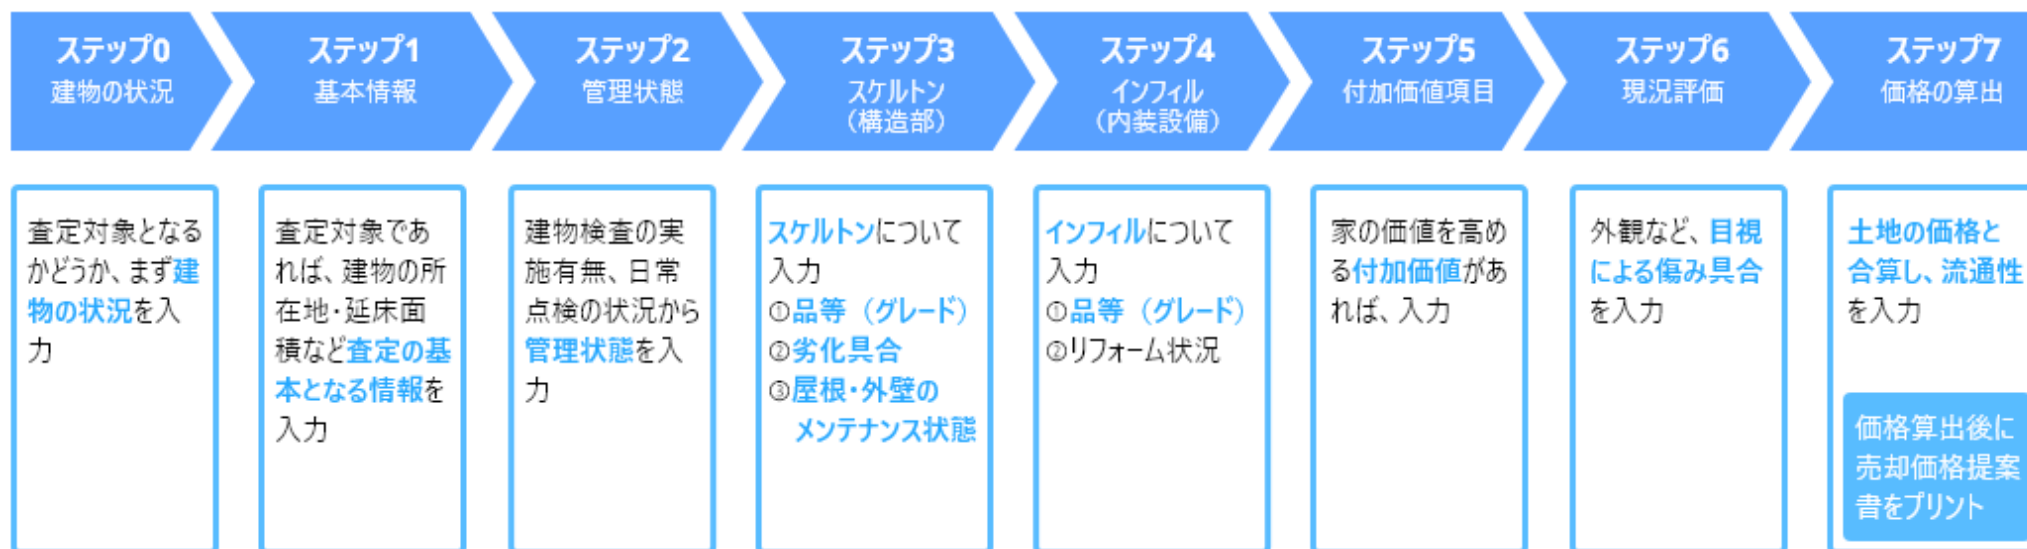 ステップ0
建物の状況
ステップ1
基本情報
ステップ2
管理状態
ステップ3
スケルトン
（構造部）
ステップ4
インフィル
（内装設備）
ステップ5
付加価値項目
ステップ6
現況評価
ステップ7
価格の算出
査定対象となる
かどうか、まず建
物の状況を入
力
査定対象であ
れば、建物の所
在地・延床面
積など査定の基
本となる情報を
入力
建物検査の実
施有無、日常
点検の状況から
管理状態を入
力
スケルトンについて
入力
①品等（グレード）
②劣化具合
③屋根・外壁の
メンテナンス状態
インフィルについて
入力
①品等（グレード）
②リフォーム状況
家の価値を高め
る付加価値があ
れば、入力
外観など、目視
による傷み具合
を入力
土地の価格と
合算し、流通性
を入力
価格算出後に
売却価格提案
書をプリント